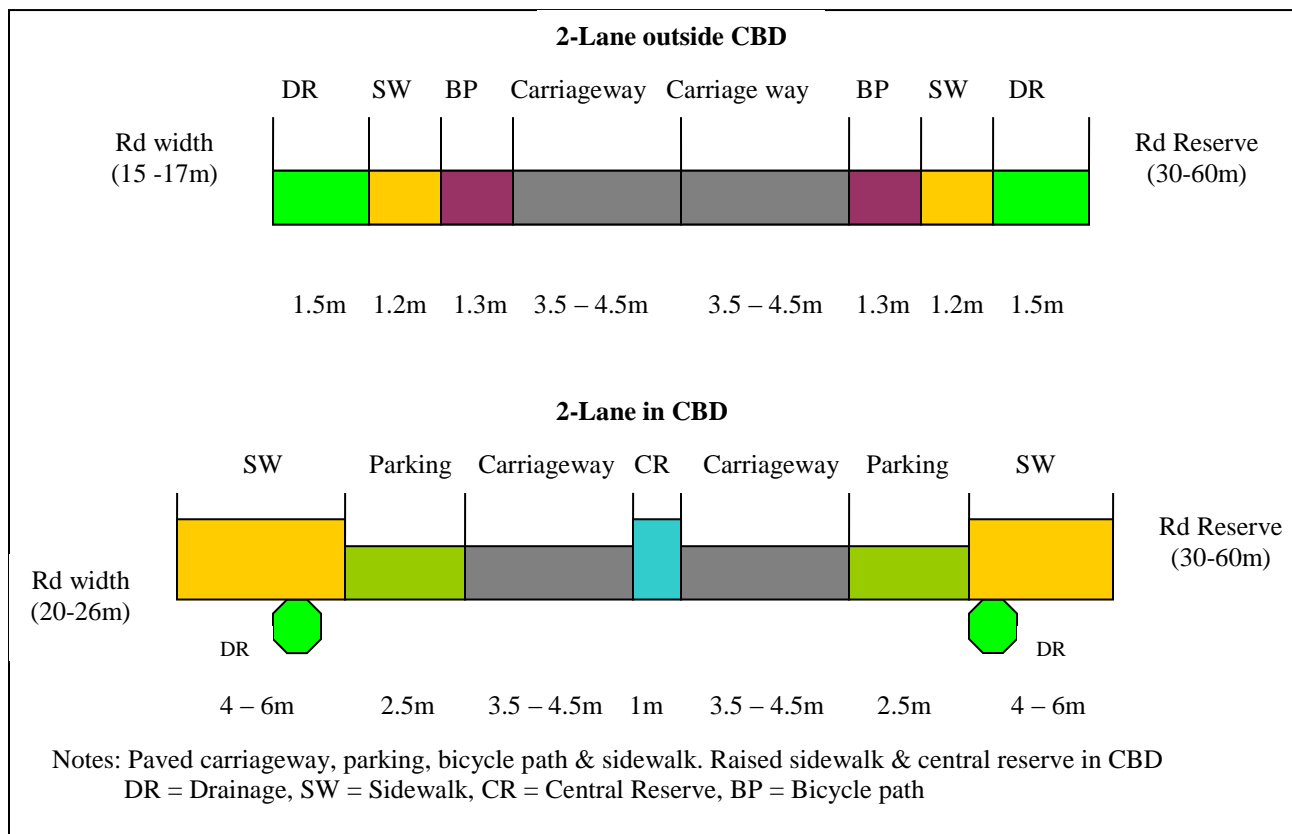 2-Lane outside CBD
DR SW BP Carriageway Carriage way BP SW DR
Rd width
(15 -17m)
Rd Reserve
(30-60m)
1.5m 1.2m 1.3m 3.5 – 4.5m 3.5 – 4.5m 1.3m 1.2m 1.5m
2-Lane in CBD
SW Parking Carriageway CR Carriageway Parking SW
Rd Reserve
(30-60m)
Rd width
(20-26m)
DR DR
4 – 6m 2.5m 3.5 – 4.5m 1m 3.5 – 4.5m 2.5m 4 – 6m
Notes: Paved carriageway, parking, bicycle path & sidewalk. Raised sidewalk & central reserve in CBD
DR = Drainage, SW = Sidewalk, CR = Central Reserve, BP = Bicycle path